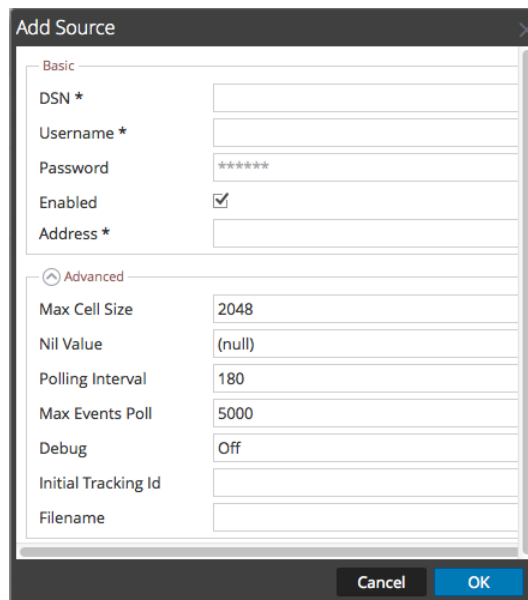 Add Source
Basic
DSN *
Username *
Password ******
Enabled
Address *
Advanced
Max Cell Size 2048
Nil Value (null)
Polling Interval 180
Max Events Poll 5000
Debug Off
Initial Tracking Id
Filename
Cancel OK